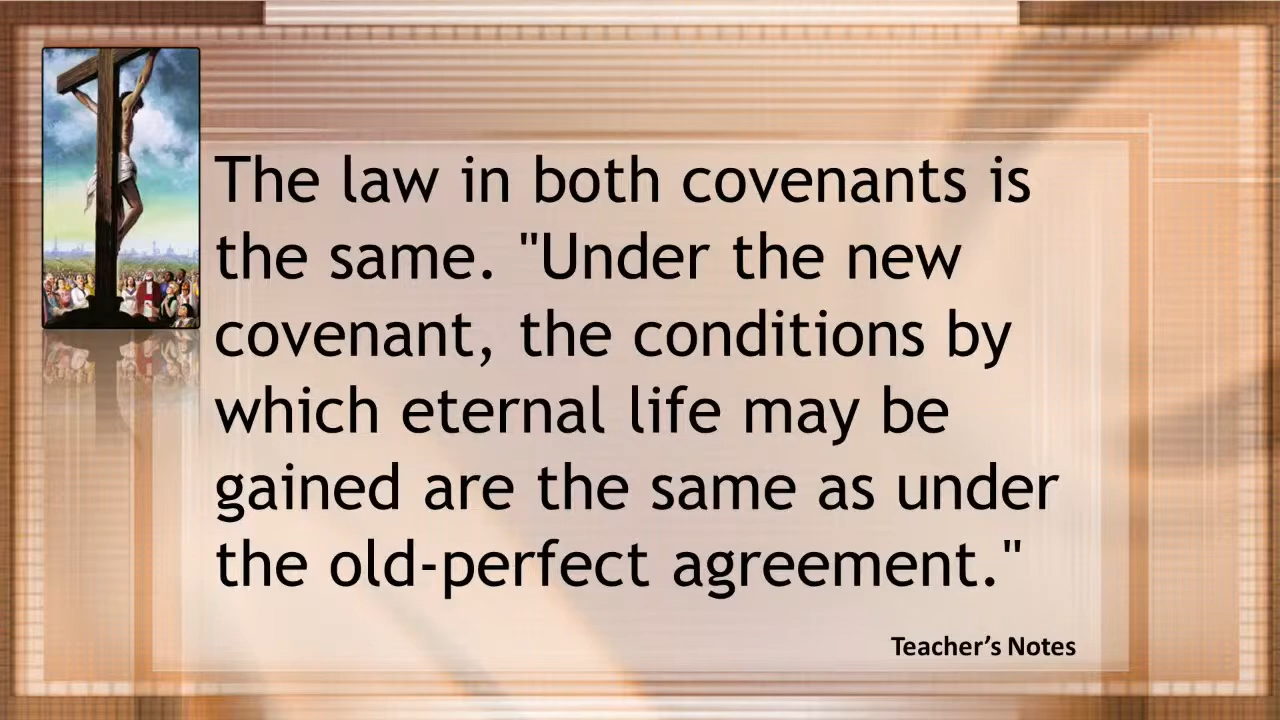 The law in both covenants is
the same. "Under the new
covenant, the conditions by
which eternal life may be
gained are the same as under
the old-perfect agreement."
Teacher’s Notes